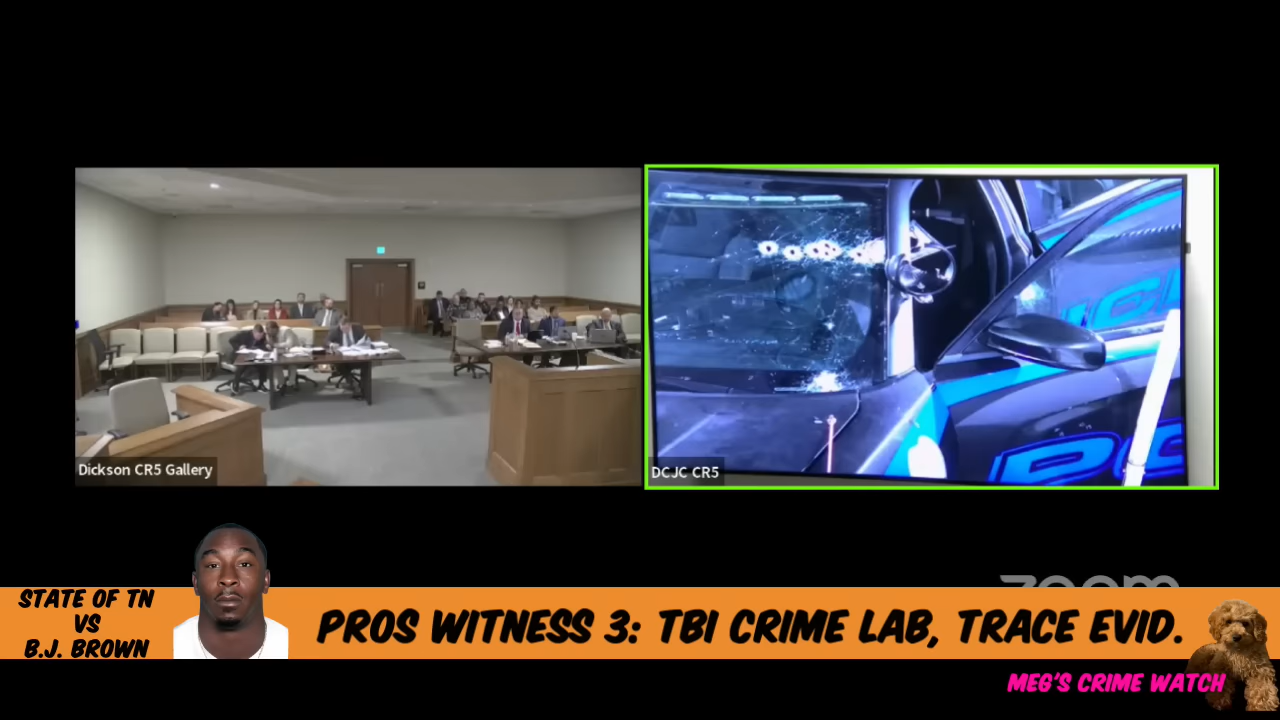 Dickson CR5 Gallery
DCJC CR5
zoom
STATE OF TN
VS
B.J. BROWN
PROS WITNESS 3: TBI CRIME LAB, TRACE EVID.
MEG'S CRIME WATCH